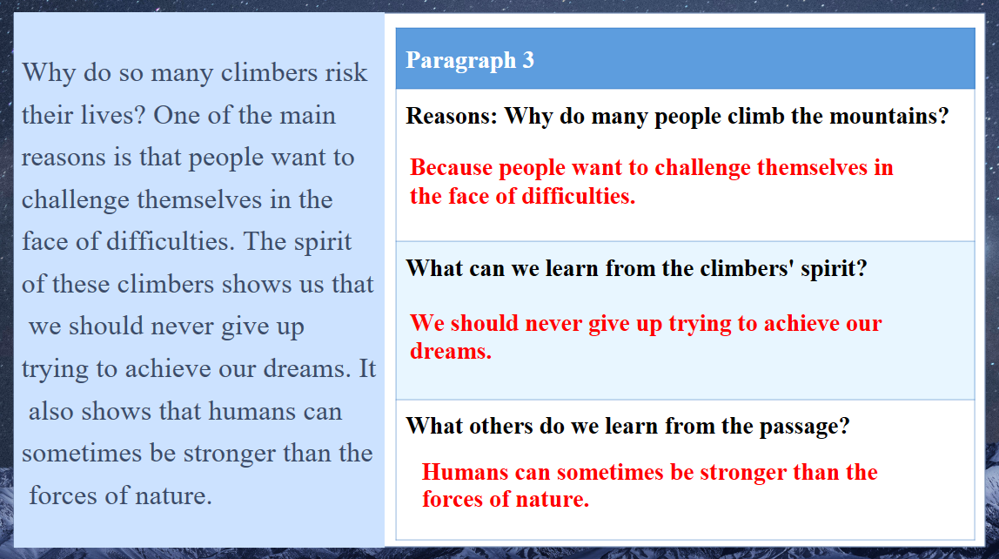 Why do so many climbers risk
their lives? One of the main
reasons is that people want to
challenge themselves in the
face of difficulties. The spirit
of these climbers shows us that
we should never give up
trying to achieve our dreams. It
also shows that humans can
sometimes be stronger than the
forces of nature.
Paragraph 3
Reasons: Why do many people climb the mountains?
Because people want to challenge themselves in
the face of difficulties.
What can we learn from the climbers' spirit?
We should never give up trying to achieve our
dreams.
What others do we learn from the passage?
Humans can sometimes be stronger than the
forces of nature.